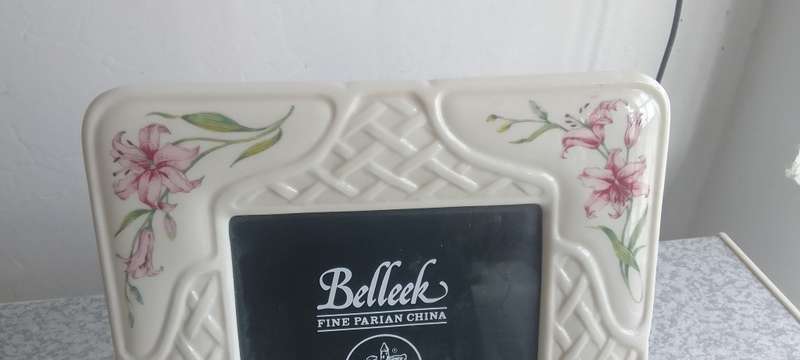 Belleek
FINE PARIAN CHINA
®